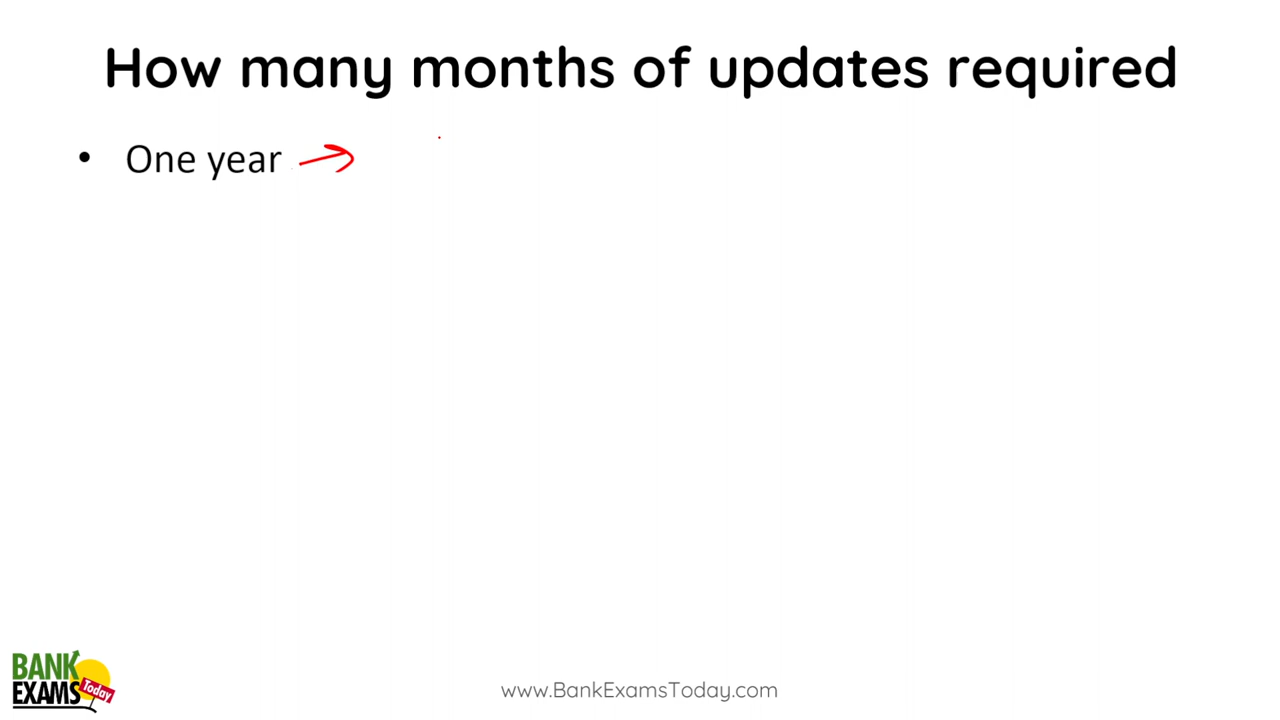 How many months of updates required
• One year
BANK
EXAMS
Today
www.BankExamsToday.com